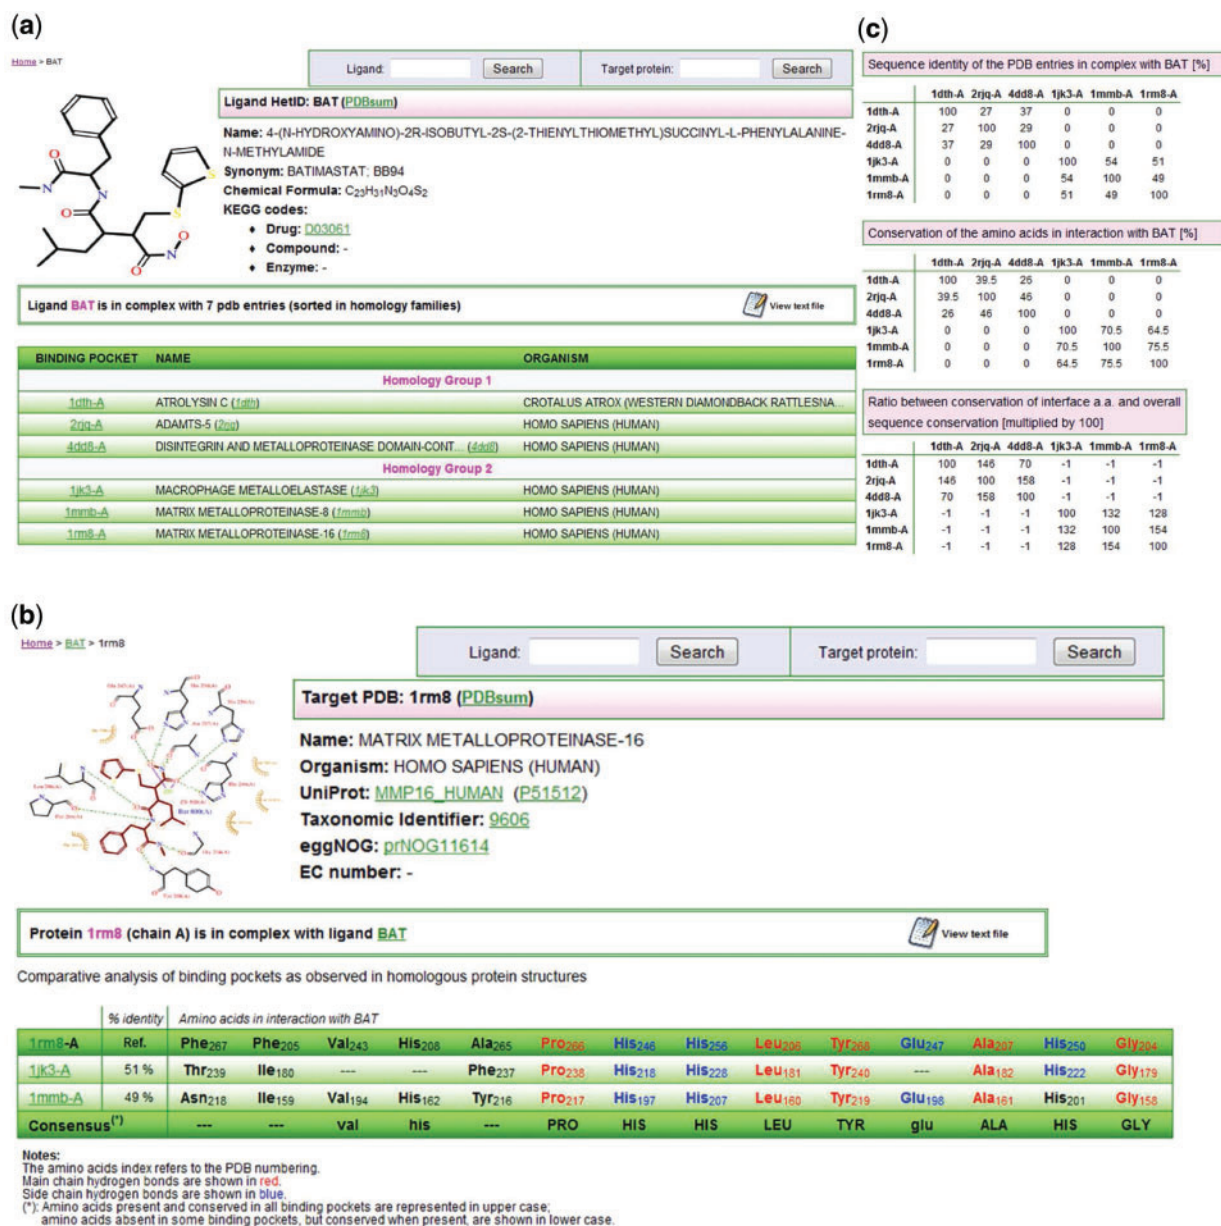 (a)
Home > BAT
Ligand: Search Target protein: Search
Ligand HetID: BAT (PDBsum)
Name: 4-(N-HYDROXYAMINO)-2R-ISOBUTYL-2S-(2-THIENYLTHIOMETHYL)SUCCINYL-L-PHENYLALANINE-
N-METHYLAMIDE
Synonym: BATIMASTAT; BB94
Chemical Formula: C23H31N3O4S2
KEGG codes:
♦ Drug: D03061
♦ Compound: -
♦ Enzyme: -
O
N
N
O
S
S
O
O
N
Ligand BAT is in complex with 7 pdb entries (sorted in homology families)
View text file
BINDING POCKET NAME ORGANISM
Homology Group 1
1dth-A ATROLYSIN C (1dth) CROTALUS ATROX (WESTERN DIAMONDBACK RATTLESNA...
2rjq-A ADAMTS-5 (2rjq) HOMO SAPIENS (HUMAN)
4dd8-A DISINTEGRIN AND METALLOPROTEINASE DOMAIN-CONT... (4dd8) HOMO SAPIENS (HUMAN)
Homology Group 2
1jk3-A MACROPHAGE METALLOELASTASE (1jk3) HOMO SAPIENS (HUMAN)
1mmb-A MATRIX METALLOPROTEINASE-8 (1mmb) HOMO SAPIENS (HUMAN)
1rm8-A MATRIX METALLOPROTEINASE-16 (1rm8) HOMO SAPIENS (HUMAN)
(c)
Sequence identity of the PDB entries in complex with BAT [%]
1dth-A 2rjq-A 4dd8-A 1jk3-A 1mmb-A 1rm8-A
1dth-A 100 27 37 0 0 0
2rjq-A 27 100 29 0 0 0
4dd8-A 37 29 100 0 0 0
1jk3-A 0 0 0 100 54 51
1mmb-A 0 0 0 54 100 49
1rm8-A 0 0 0 51 49 100
Conservation of the amino acids in interaction with BAT [%]
1dth-A 2rjq-A 4dd8-A 1jk3-A 1mmb-A 1rm8-A
1dth-A 100 39.5 26 0 0 0
2rjq-A 39.5 100 46 0 0 0
4dd8-A 26 46 100 0 0 0
1jk3-A 0 0 0 100 70.5 64.5
1mmb-A 0 0 0 70.5 100 75.5
1rm8-A 0 0 0 64.5 75.5 100
Ratio between conservation of interface a.a. and overall
sequence conservation [multiplied by 100]
1dth-A 2rjq-A 4dd8-A 1jk3-A 1mmb-A 1rm8-A
1dth-A 100 146 70 -1 -1 -1
2rjq-A 146 100 158 -1 -1 -1
4dd8-A 70 158 100 -1 -1 -1
1jk3-A -1 -1 -1 100 132 128
1mmb-A -1 -1 -1 132 100 154
1rm8-A -1 -1 -1 128 154 100
(b)
Home > BAT > 1rm8
Ligand: Search Target protein: Search
Target PDB: 1rm8 (PDBsum)
Name: MATRIX METALLOPROTEINASE-16
Organism: HOMO SAPIENS (HUMAN)
UniProt: MMP16_HUMAN (P51512)
Taxonomic Identifier: 9606
eggNOG: prNOG11614
EC number: -
Protein 1rm8 (chain A) is in complex with ligand BAT
View text file
Comparative analysis of binding pockets as observed in homologous protein structures
% identity Amino acids in interaction with BAT
1rm8-A Ref. Phe267 Phe205 Val243 His208 Ala265 Pro266 His246 His256 Leu206 Tyr268 Glu247 Ala207 His250 Gly204
1jk3-A 51 % Thr239 Ile180 --- --- Phe237 Pro238 His218 His228 Leu181 Tyr240 --- Ala182 His222 Gly179
1mmb-A 49 % Asn218 Ile159 Val194 His162 Tyr216 Pro217 His197 His207 Leu160 Tyr219 Glu198 Ala161 His201 Gly158
Consensus(*) --- --- val his --- PRO HIS HIS LEU TYR glu ALA HIS GLY
Notes:
The amino acids index refers to the PDB numbering.
Main chain hydrogen bonds are shown in red.
Side chain hydrogen bonds are shown in blue.
(*): Amino acids present and conserved in all binding pockets are represented in upper case;
amino acids absent in some binding pockets, but conserved when present, are shown in lower case.